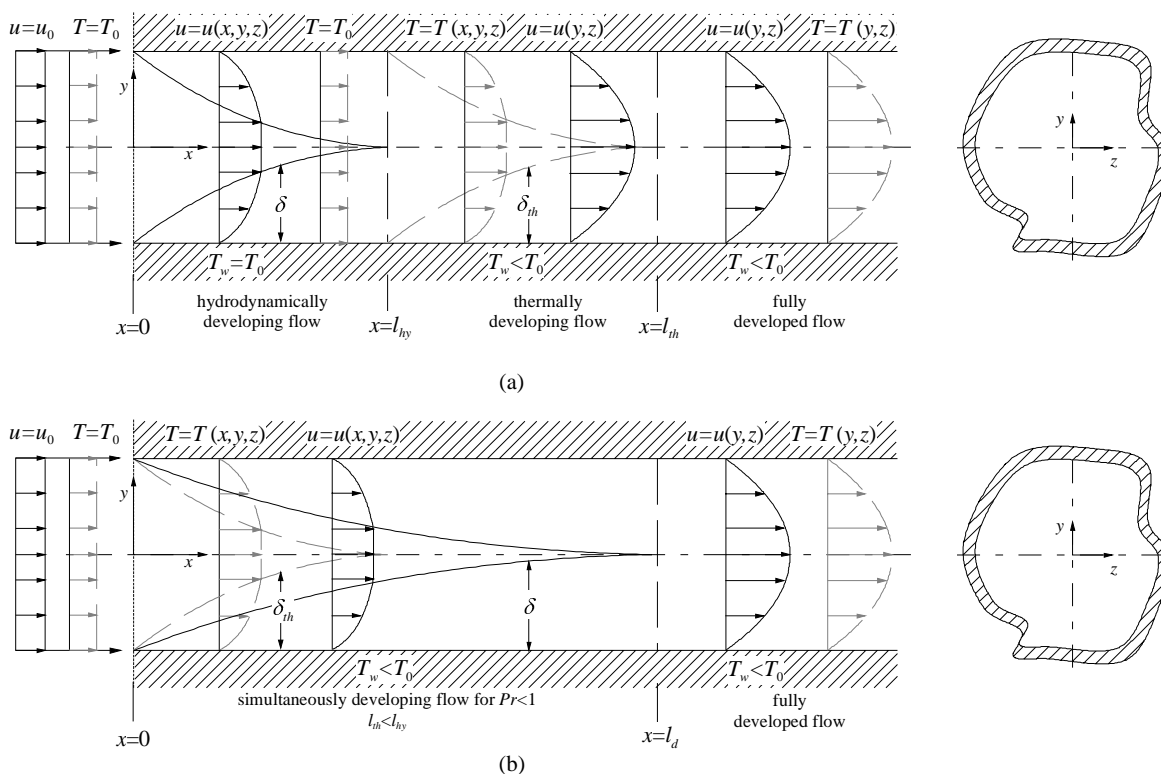 u=u₀ T=T₀ u=u(x,y,z) T=T₀ T=T(x,y,z) u=u(y,z) u=u(y,z) T=T(y,z)
y
x
δ
δth
y
z
Tw=T₀ Tw<T₀ Tw<T₀
hydrodynamically developing flow
thermally developing flow
fully developed flow
x=0 x=lhy x=lth
(a)
u=u₀ T=T₀ T=T(x,y,z) u=u(x,y,z) u=u(y,z) T=T(y,z)
y
x
δth
δ
y
z
Tw<T₀ Tw<T₀
simultaneously developing flow for Pr<1
lth<lhy
fully developed flow
x=0 x=ld
(b)